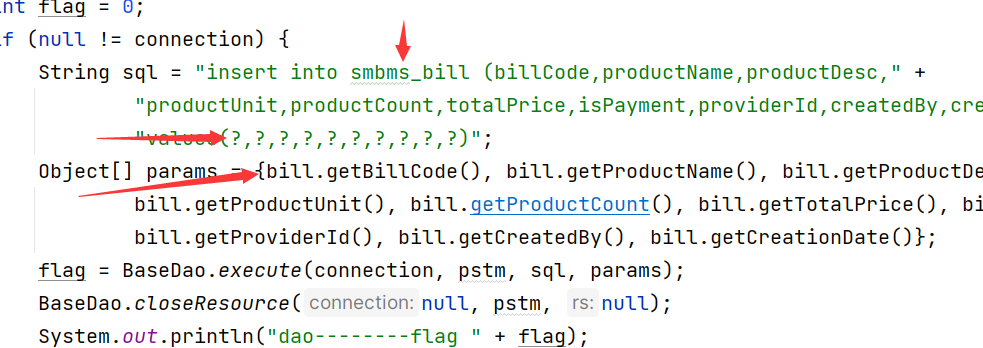 int flag = 0;
if (null != connection) {
String sql = "insert into smbms_bill (billCode,productName,productDesc," +
"productUnit,productCount,totalPrice,isPayment,providerId,createdBy,cre
"values(?,?,?,?,?,?,?,?,?,?)";
Object[] params = {bill.getBillCode(), bill.getProductName(), bill.getProductDe
bill.getProductUnit(), bill.getProductCount(), bill.getTotalPrice(), bi
bill.getProviderId(), bill.getCreatedBy(), bill.getCreationDate()};
flag = BaseDao.execute(connection, pstm, sql, params);
BaseDao.closeResource( connection: null, pstm, rs: null);
System.out.println("dao--------flag " + flag);